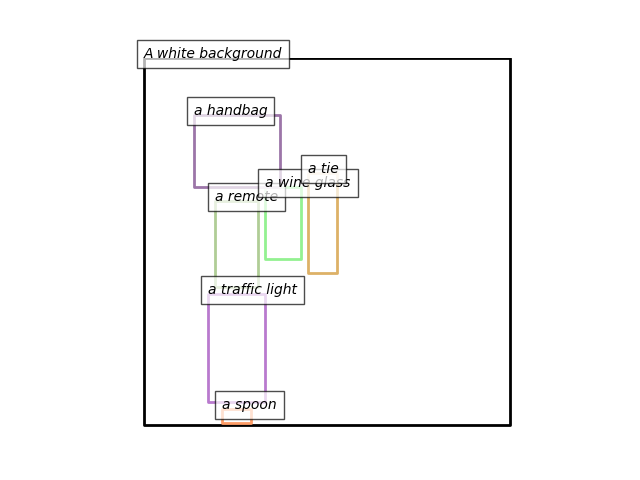 A white background
a handbag
a tie
a wine glass
a remote
a traffic light
a spoon